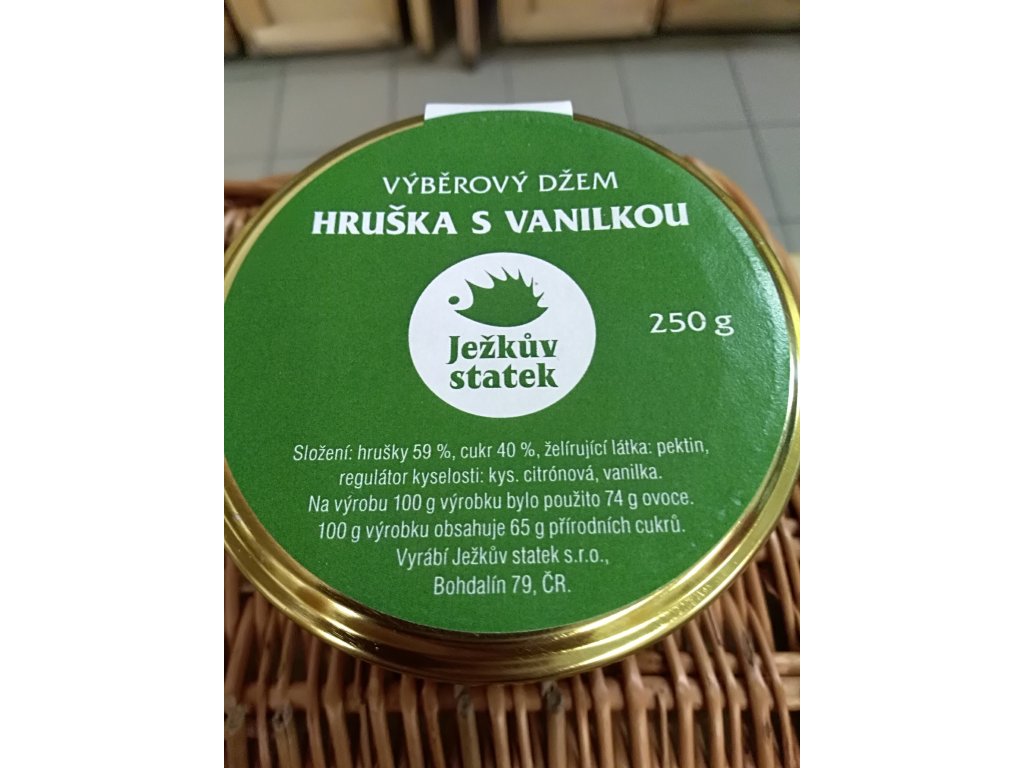 VÝBĚROVÝ DŽEM
HRUŠKA S VANILKOU
250 g
Ježkův
statek
Složení: hrušky 59 %, cukr 40 %, želírující látka: pektin,
regulátor kyselosti: kys. citrónová, vanilka.
Na výrobu 100 g výrobku bylo použito 74 g ovoce.
100 g výrobku obsahuje 65 g přírodních cukrů.
Vyrábí Ježkův statek s.r.o.,
Bohdalín 79, ČR.